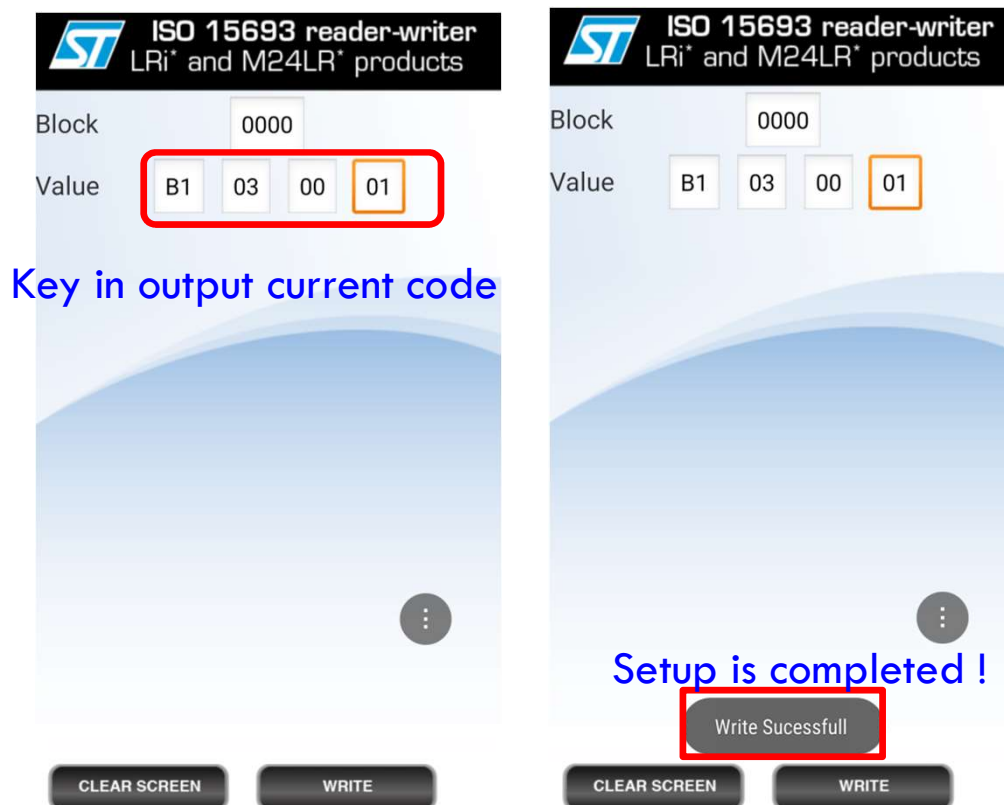 ST
ISO 15693 reader-writer
LRi* and M24LR* products
Block 0000
Value B1 03 00 01
Key in output current code
CLEAR SCREEN WRITE
ST
ISO 15693 reader-writer
LRi* and M24LR* products
Block 0000
Value B1 03 00 01
Setup is completed !
Write Sucessfull
CLEAR SCREEN WRITE